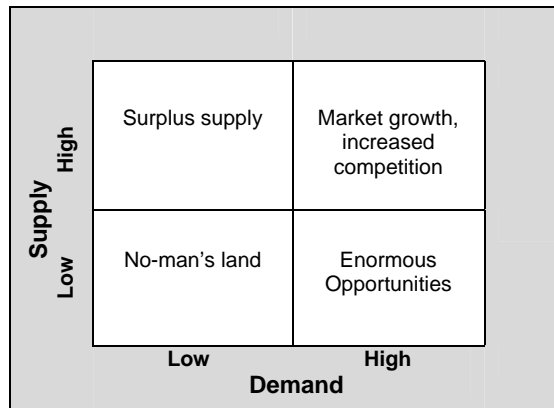 Surplus supply
Market growth,
increased
competition
High
Supply
Low
No-man's land
Enormous
Opportunities
Low
High
Demand